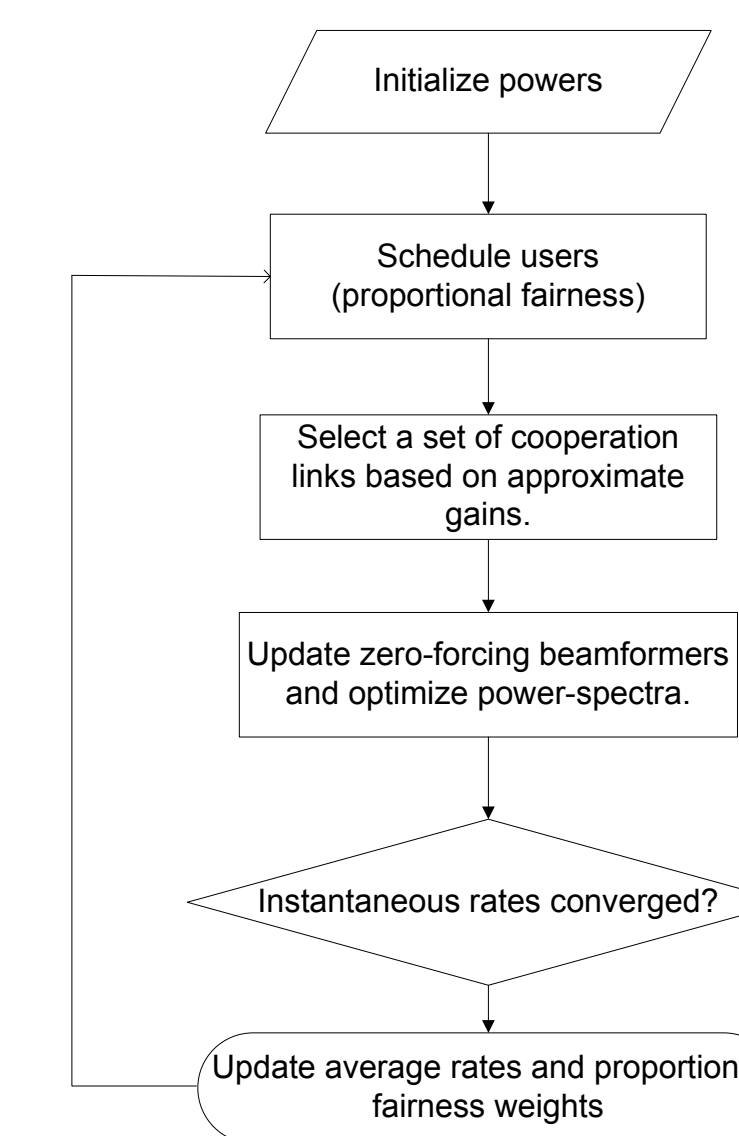 Initialize powers
Schedule users
(proportional fairness)
Select a set of cooperation
links based on approximate
gains.
Update zero-forcing beamformers
and optimize power-spectra.
Instantaneous rates converged?
Update average rates and proportion
fairness weights